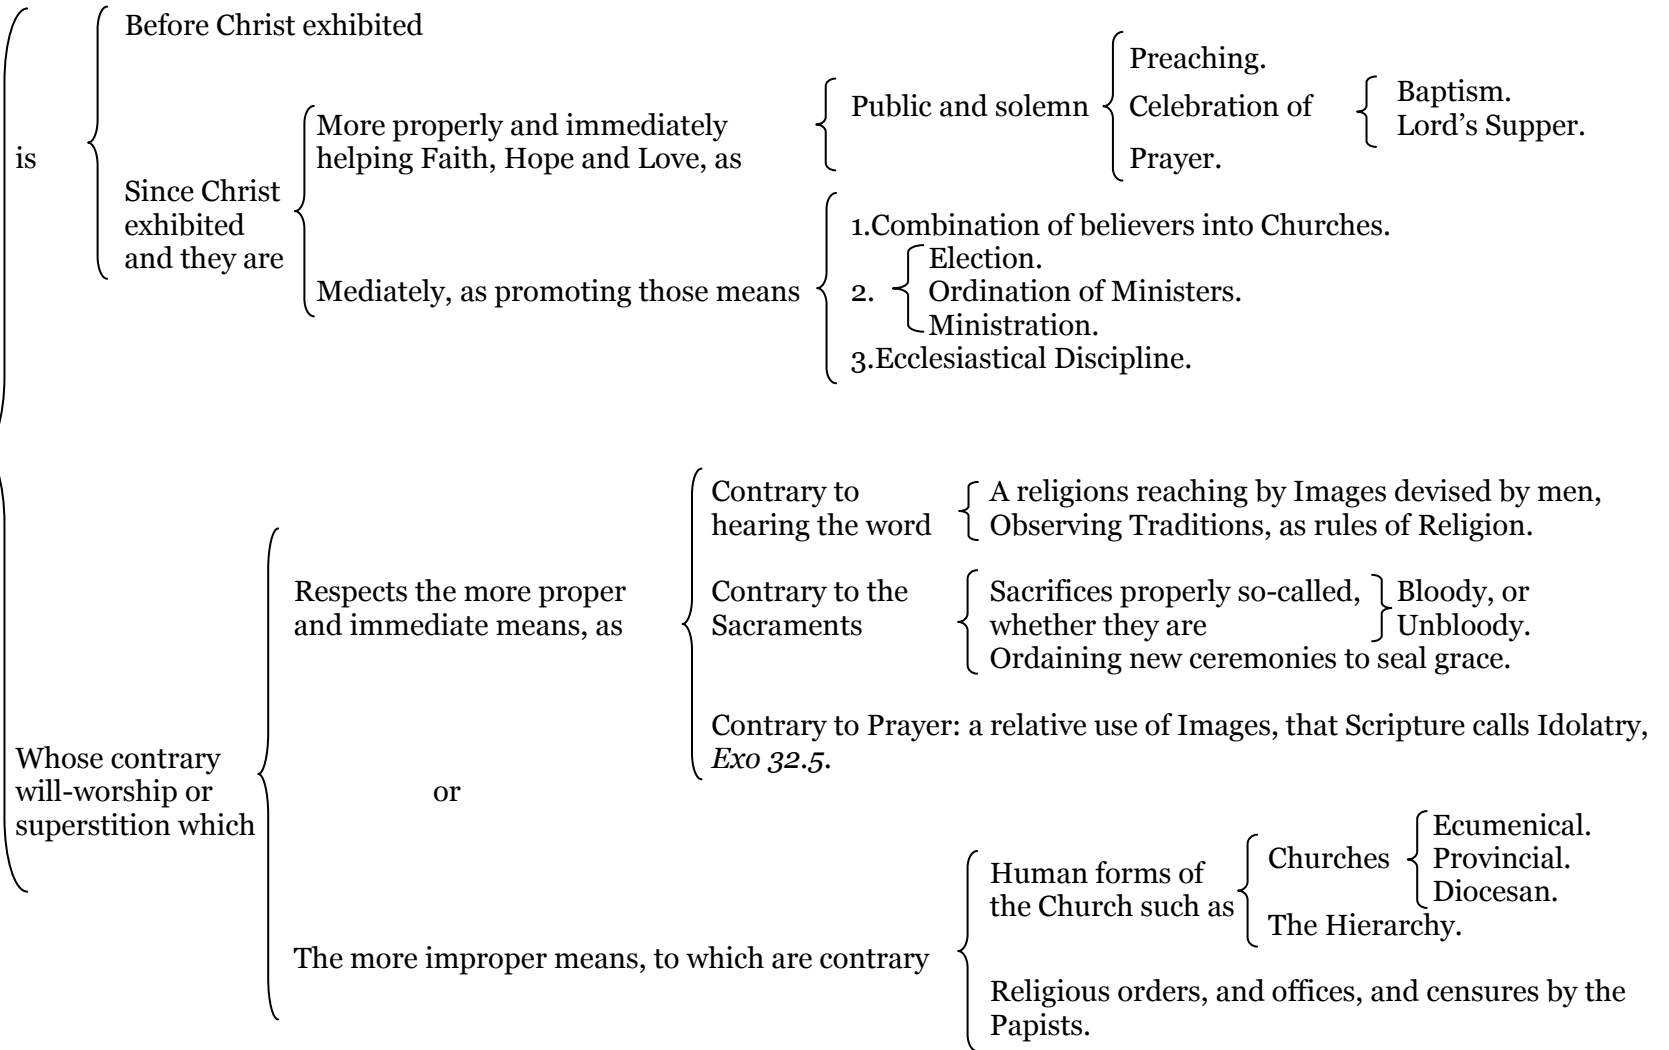 is
Before Christ exhibited
Since Christ
exhibited
and they are
More properly and immediately
helping Faith, Hope and Love, as
Public and solemn
Preaching.
Celebration of
Baptism.
Lord's Supper.
Prayer.
Mediately, as promoting those means
1.Combination of believers into Churches.
2.
Election.
Ordination of Ministers.
Ministration.
3.Ecclesiastical Discipline.
Whose contrary
will-worship or
superstition which
Respects the more proper
and immediate means, as
Contrary to
hearing the word
A religions reaching by Images devised by men,
Observing Traditions, as rules of Religion.
Contrary to the
Sacraments
Sacrifices properly so-called,
whether they are
Bloody, or
Unbloody.
Ordaining new ceremonies to seal grace.
Contrary to Prayer: a relative use of Images, that Scripture calls Idolatry,
Exo 32.5.
or
The more improper means, to which are contrary
Human forms of
the Church such as
Churches
Ecumenical.
Provincial.
Diocesan.
The Hierarchy.
Religious orders, and offices, and censures by the
Papists.